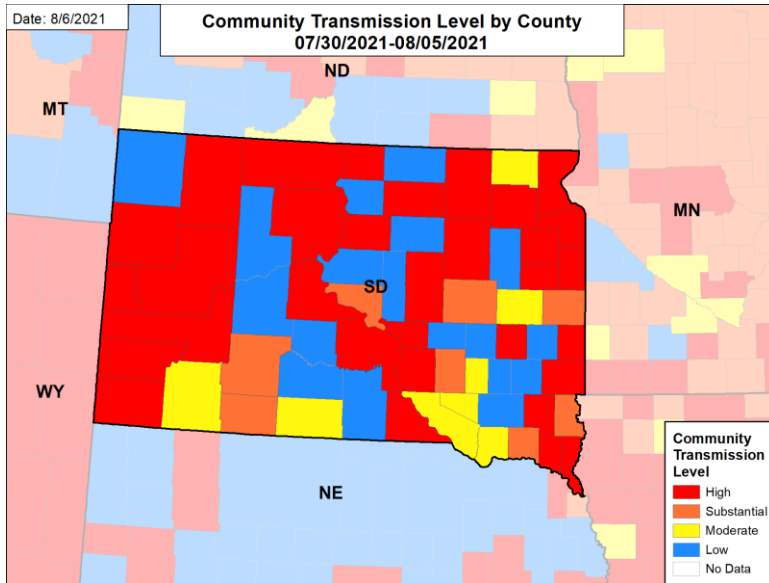 Date: 8/6/2021
Community Transmission Level by County
07/30/2021-08/05/2021
ND
MT
MN
SD
WY
NE
Community
Transmission
Level
High
Substantial
Moderate
Low
No Data